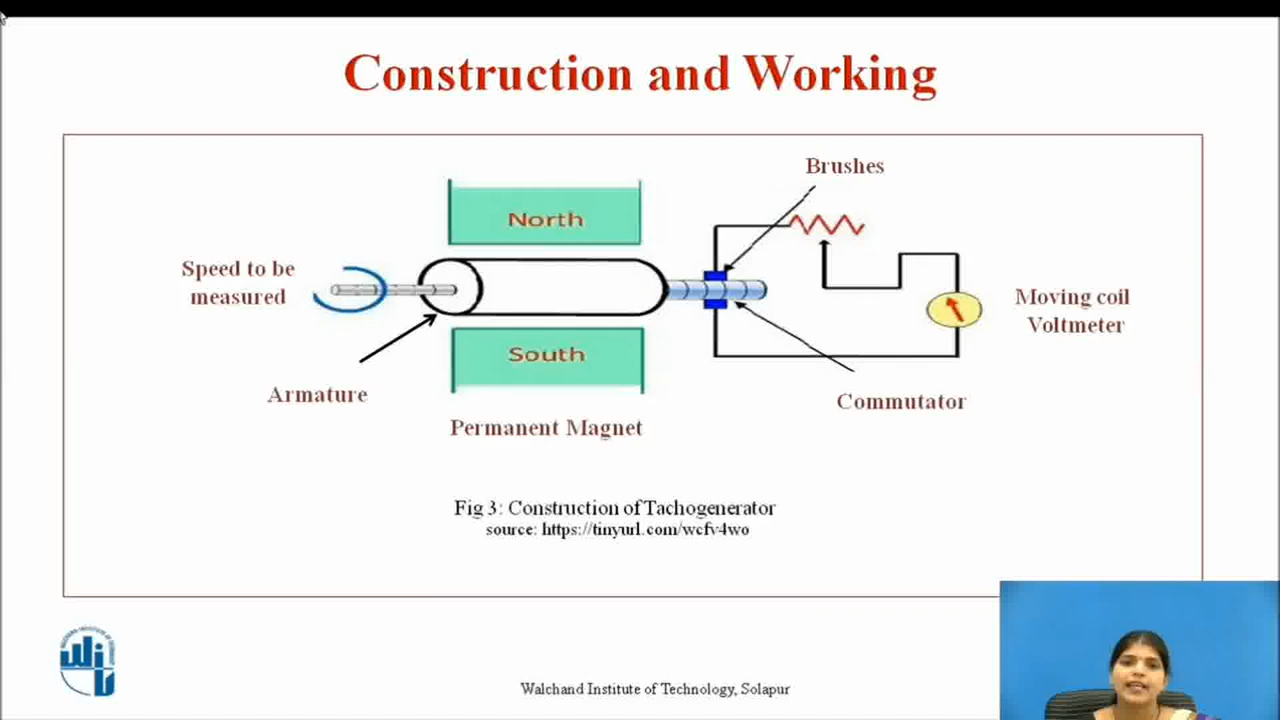 Construction and Working
Brushes
North
Speed to be
measured
Moving coil
Voltmeter
South
Armature
Commutator
Permanent Magnet
Fig 3: Construction of Tachogenerator
source: https://tinyurl.com/wcfv4wo
WIT
Walchand Institute of Technology, Solapur